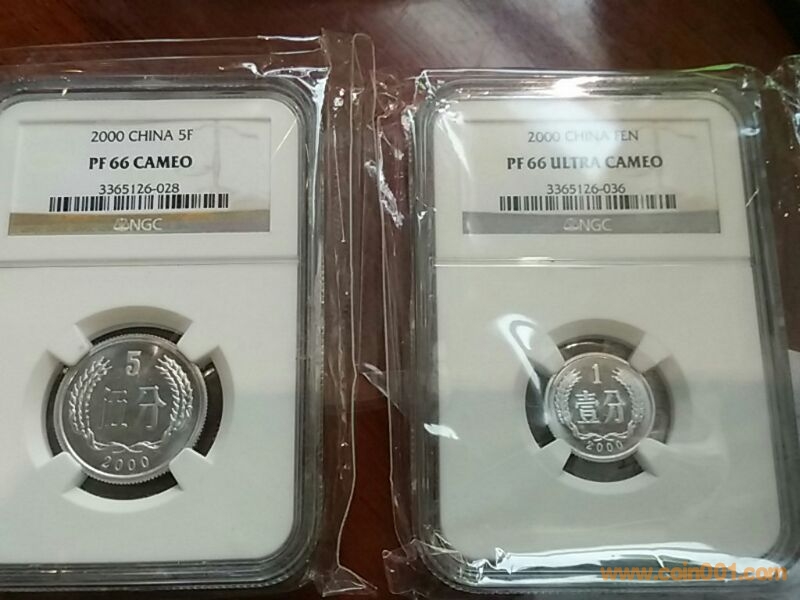 2000 CHINA 5F
PF 66 CAMEO
3365126-028
NGC
5
伍分
2000
2000 CHINA FEN
PF 66 ULTRA CAMEO
3365126-036
NGC
1
壹分
2000
www.coin001.com